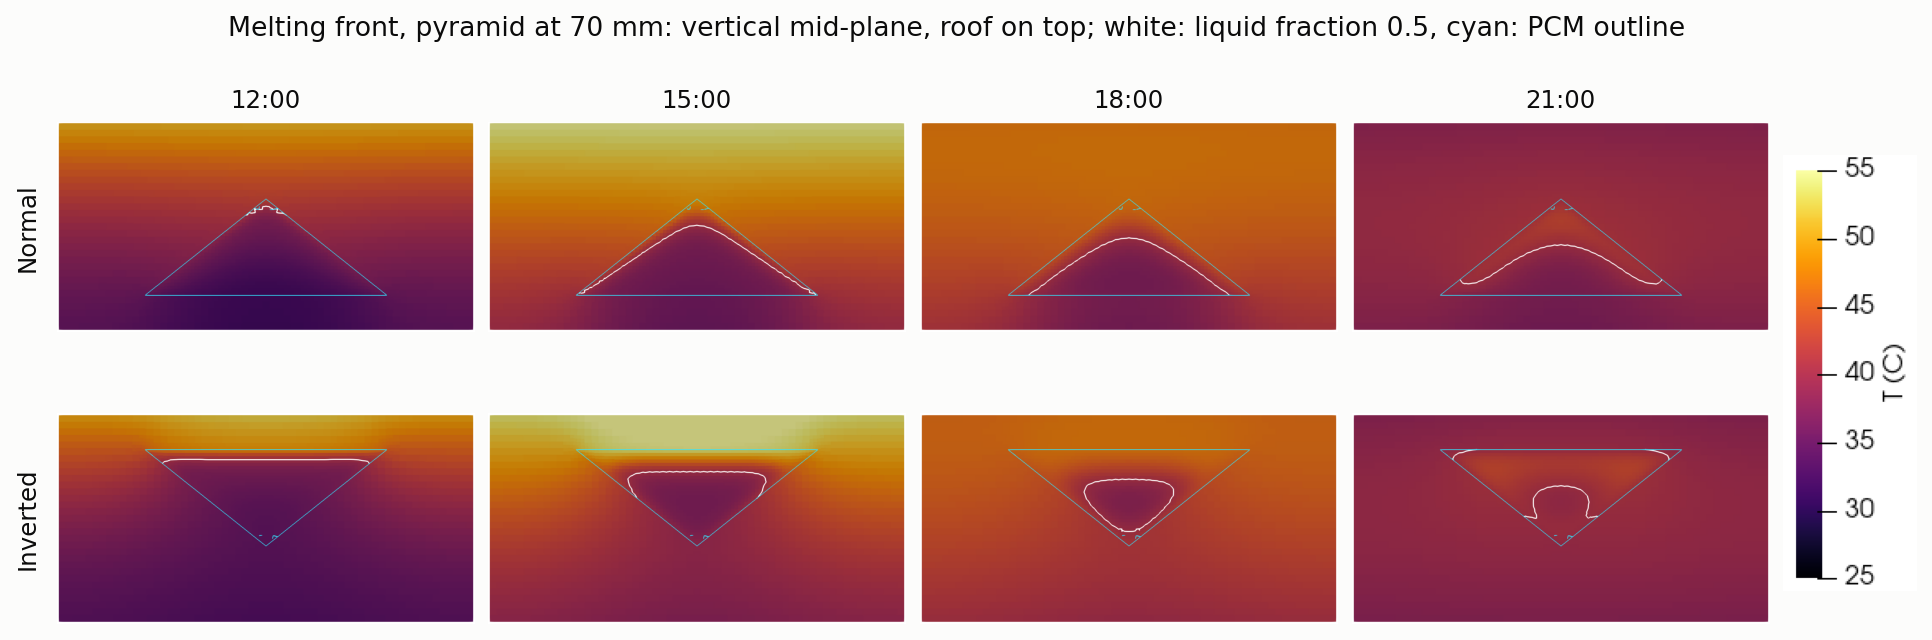 Melting front, pyramid at 70 mm: vertical mid-plane, roof on top; white: liquid fraction 0.5, cyan: PCM outline
12:00
15:00
18:00
21:00
Normal
Inverted
55
50
45
40
35
30
25
T (C)